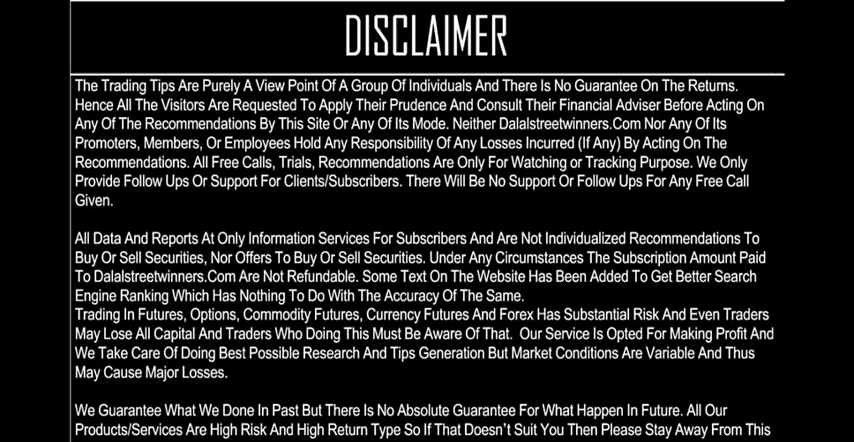 DISCLAIMER
The Trading Tips Are Purely A View Point Of A Group Of Individuals And There Is No Guarantee On The Returns.
Hence All The Visitors Are Requested To Apply Their Prudence And Consult Their Financial Adviser Before Acting On
Any Of The Recommendations By This Site Or Any Of Its Mode. Neither Dalalstreetwinners.Com Nor Any Of Its
Promoters, Members, Or Employees Hold Any Responsibility Of Any Losses Incurred (If Any) By Acting On The
Recommendations. All Free Calls, Trials, Recommendations Are Only For Watching or Tracking Purpose. We Only
Provide Follow Ups Or Support For Clients/Subscribers. There Will Be No Support Or Follow Ups For Any Free Call
Given.
All Data And Reports At Only Information Services For Subscribers And Are Not Individualized Recommendations To
Buy Or Sell Securities, Nor Offers To Buy Or Sell Securities. Under Any Circumstances The Subscription Amount Paid
To Dalalstreetwinners.Com Are Not Refundable. Some Text On The Website Has Been Added To Get Better Search
Engine Ranking Which Has Nothing To Do With The Accuracy Of The Same.
Trading In Futures, Options, Commodity Futures, Currency Futures And Forex Has Substantial Risk And Even Traders
May Lose All Capital And Traders Who Doing This Must Be Aware Of That. Our Service Is Opted For Making Profit And
We Take Care Of Doing Best Possible Research And Tips Generation But Market Conditions Are Variable And Thus
May Cause Major Losses.
We Guarantee What We Done In Past But There Is No Absolute Guarantee For What Happen In Future. All Our
Products/Services Are High Risk And High Return Type So If That Doesn't Suit You Then Please Stay Away From This